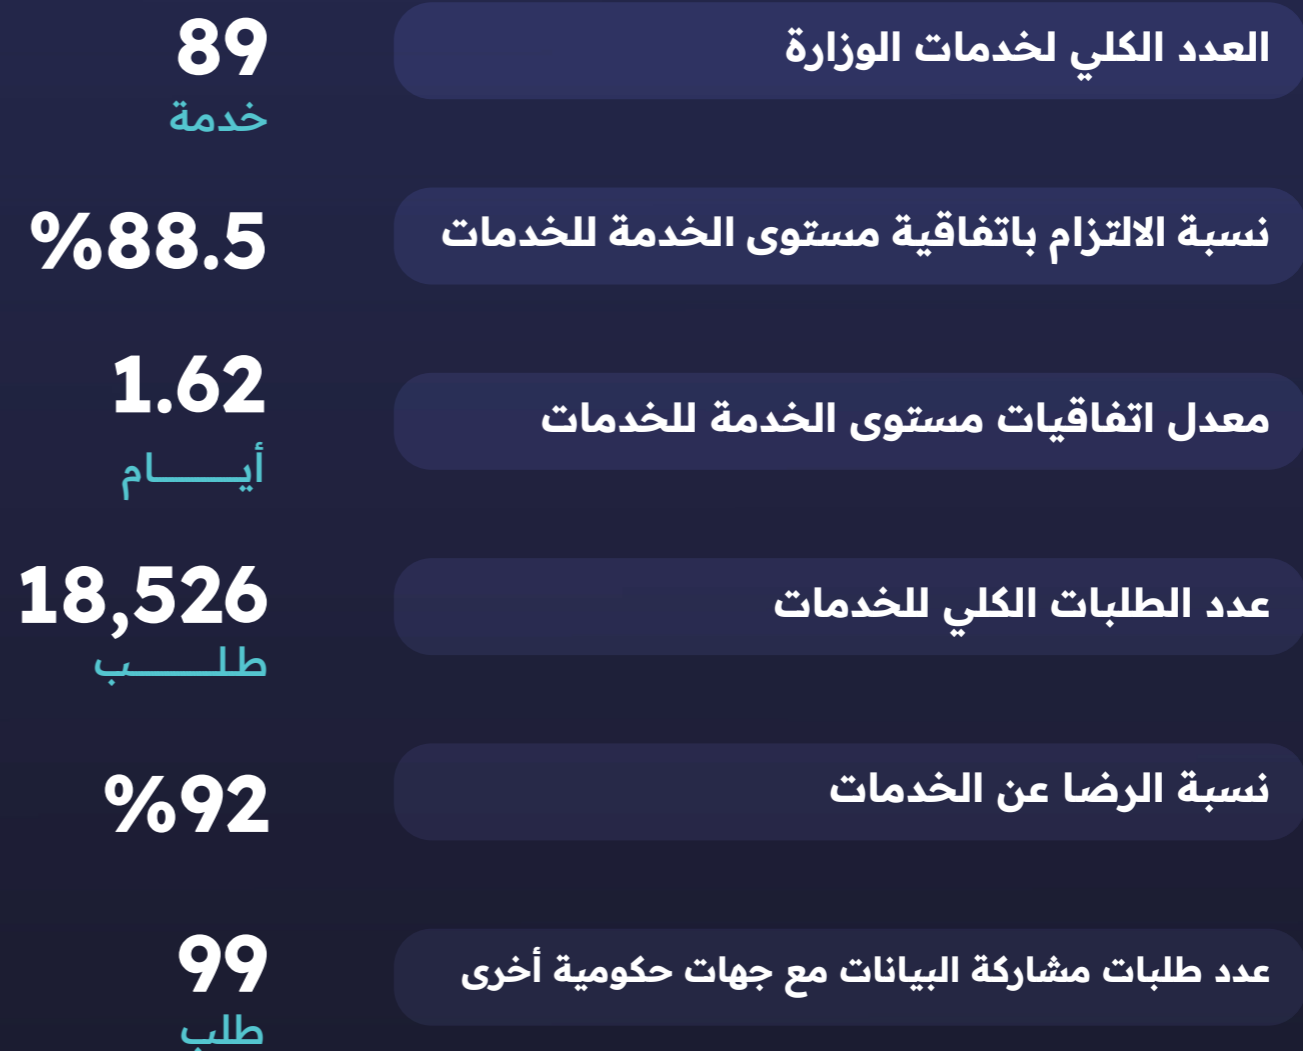 العدد الكلي لخدمات الوزارة
89
خدمة
نسبة الالتزام باتفاقية مستوى الخدمة للخدمات
%88.5
معدل اتفاقيات مستوى الخدمة للخدمات
1.62
أيــــــام
عدد الطلبات الكلي للخدمات
18,526
طلــــــب
نسبة الرضا عن الخدمات
%92
عدد طلبات مشاركة البيانات مع جهات حكومية أخرى
99
طلب